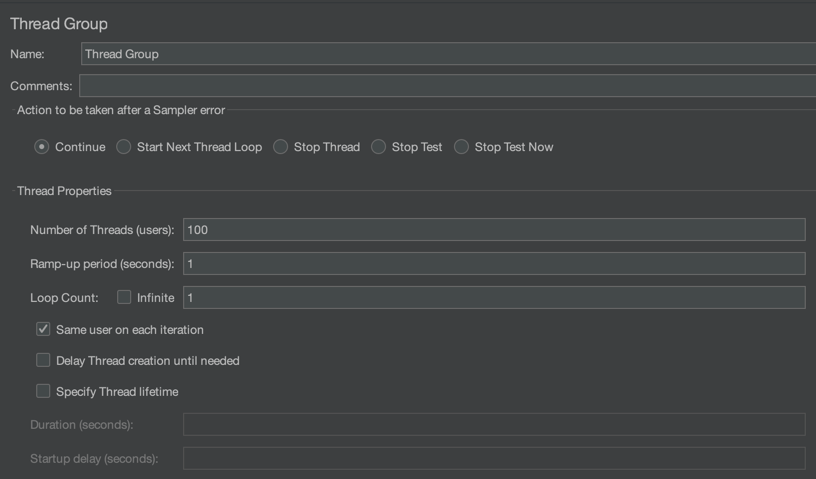 Thread Group
Name: Thread Group
Comments:
Action to be taken after a Sampler error
Continue Start Next Thread Loop Stop Thread Stop Test Stop Test Now
Thread Properties
Number of Threads (users): 100
Ramp-up period (seconds): 1
Loop Count: Infinite 1
Same user on each iteration
Delay Thread creation until needed
Specify Thread lifetime
Duration (seconds):
Startup delay (seconds):